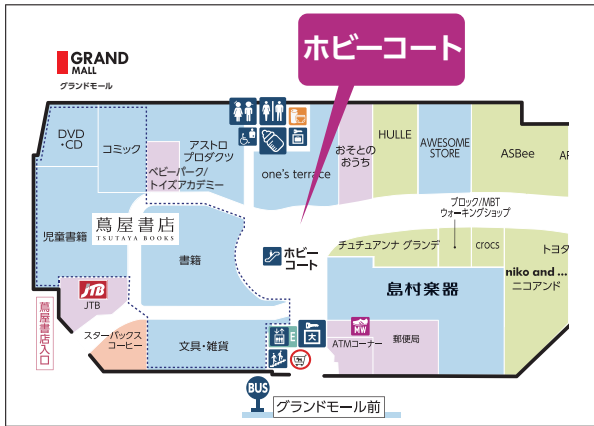 GRAND
MALL
グランドモール
ホビーコート
DVD
・CD
コミック
アストロ
プロダクツ
ベビーパーク/
トイズアカデミー
one's terrace
おそとの
おうち
HULLE
AWESOME
STORE
ASBee
児童書籍
蔦屋書店
TSUTAYA BOOKS
書籍
ホビー
コート
チュチュアンナ グランデ
ブロック/MBT
ウォーキングショップ
crocs
トヨタ
niko and ...
ニコアンド
島村楽器
JTB
JTB
蔦屋書店入口
スターバックス
コーヒー
文具・雑貨
E
大
MW
ATMコーナー
郵便局
BUS
グランドモール前